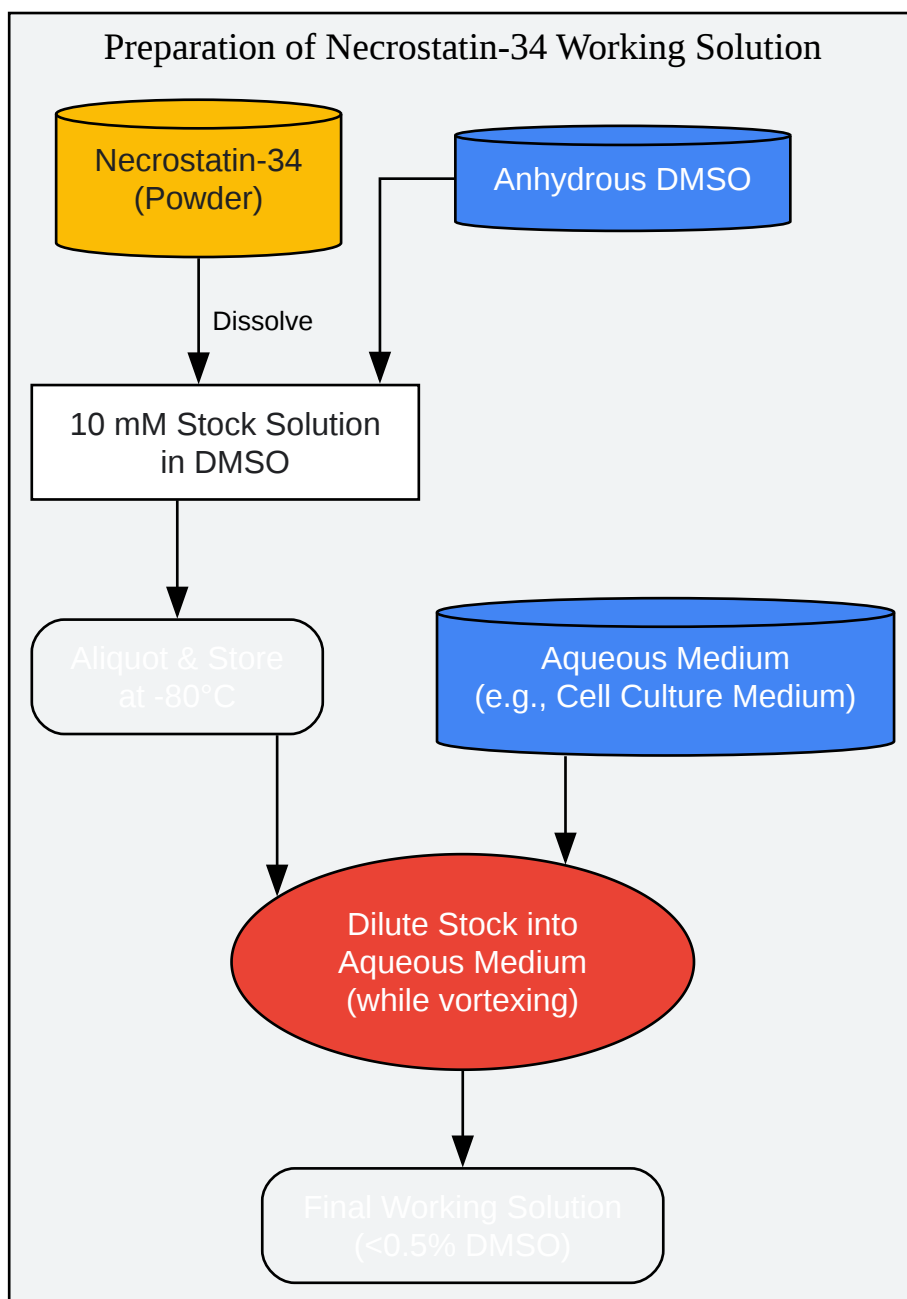 Preparation of Necrostatin-34 Working Solution
Necrostatin-34
(Powder)
Anhydrous DMSO
Dissolve
10 mM Stock Solution
in DMSO
Aliquot & Store
at -80°C
Aqueous Medium
(e.g., Cell Culture Medium)
Dilute Stock into
Aqueous Medium
(while vortexing)
Final Working Solution
(<0.5% DMSO)